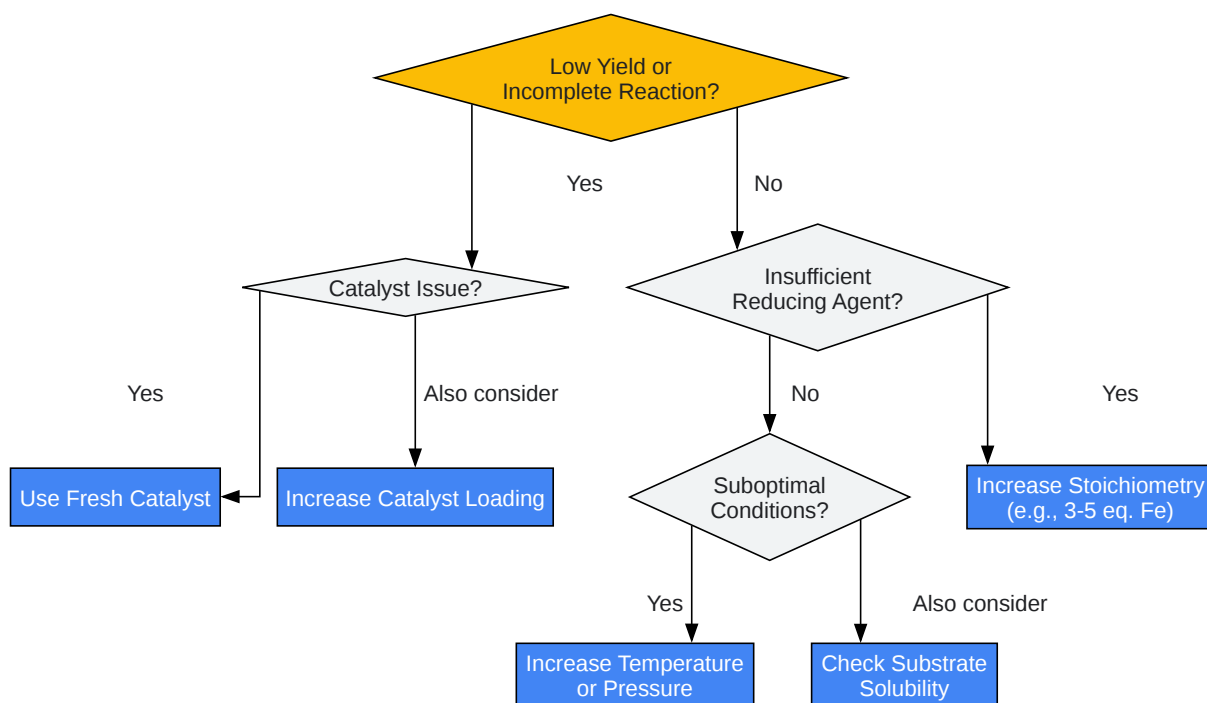 Low Yield or
Incomplete Reaction?
Yes
No
Catalyst Issue?
Insufficient
Reducing Agent?
Yes
Also consider
No
Yes
Use Fresh Catalyst
Increase Catalyst Loading
Suboptimal
Conditions?
Increase Stoichiometry
(e.g., 3-5 eq. Fe)
Yes
Also consider
Increase Temperature
or Pressure
Check Substrate
Solubility